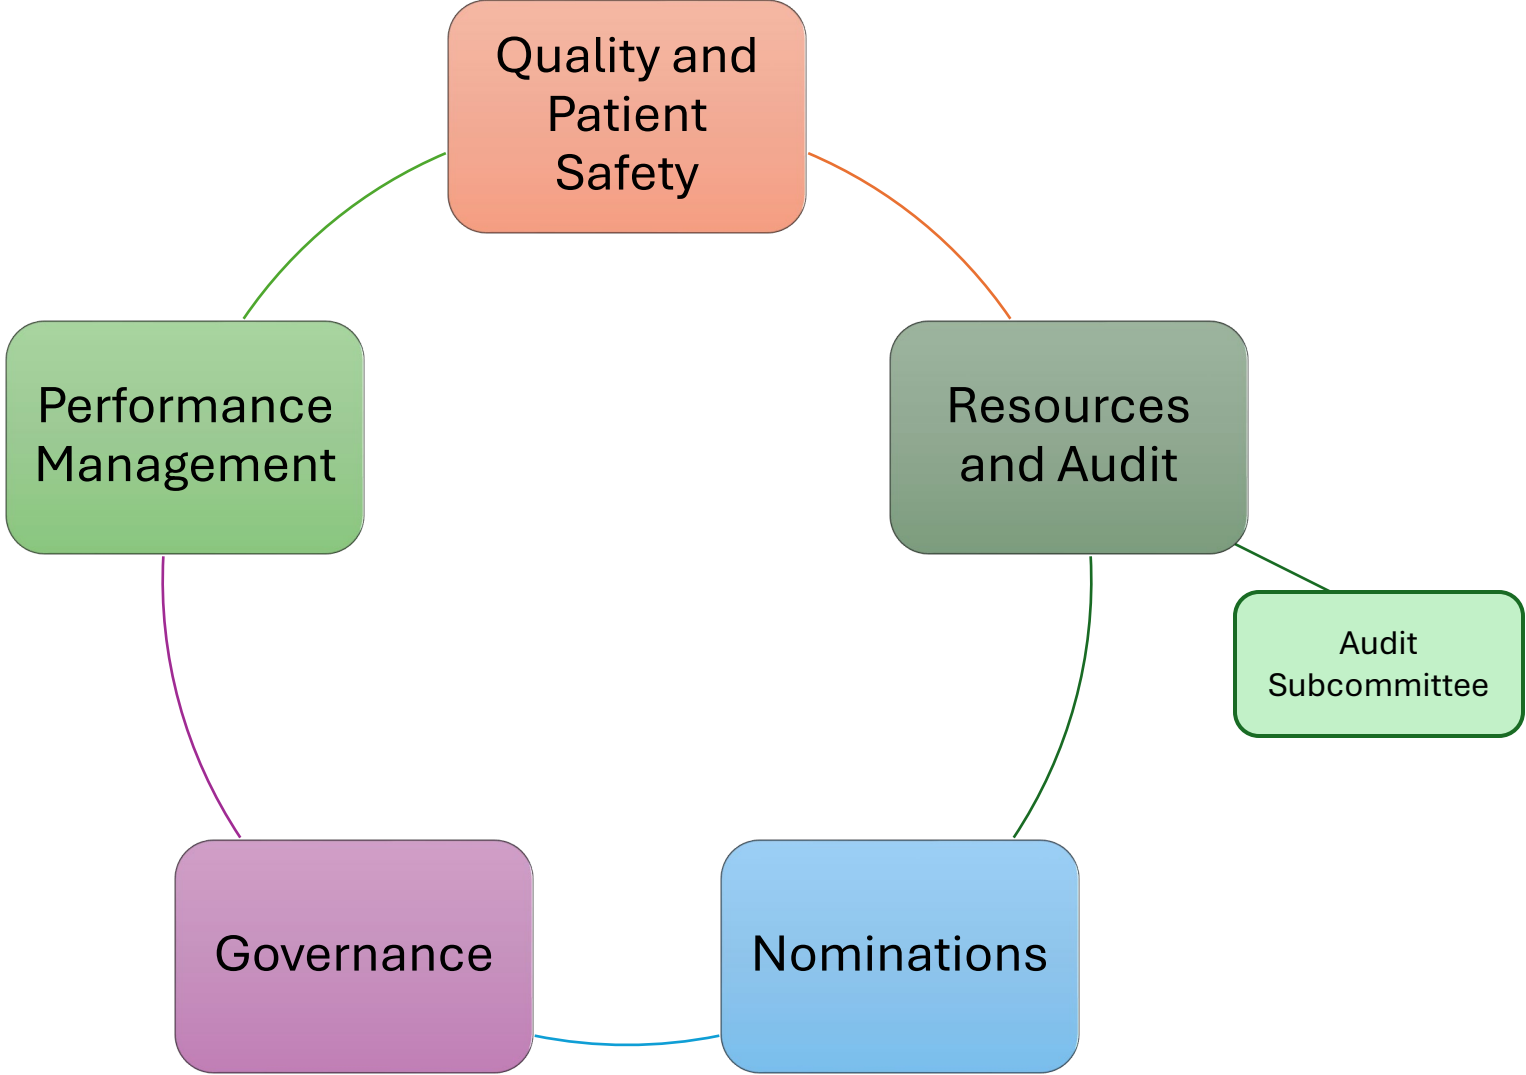 Quality and
Patient
Safety
Performance
Management
Resources
and Audit
Audit
Subcommittee
Governance
Nominations